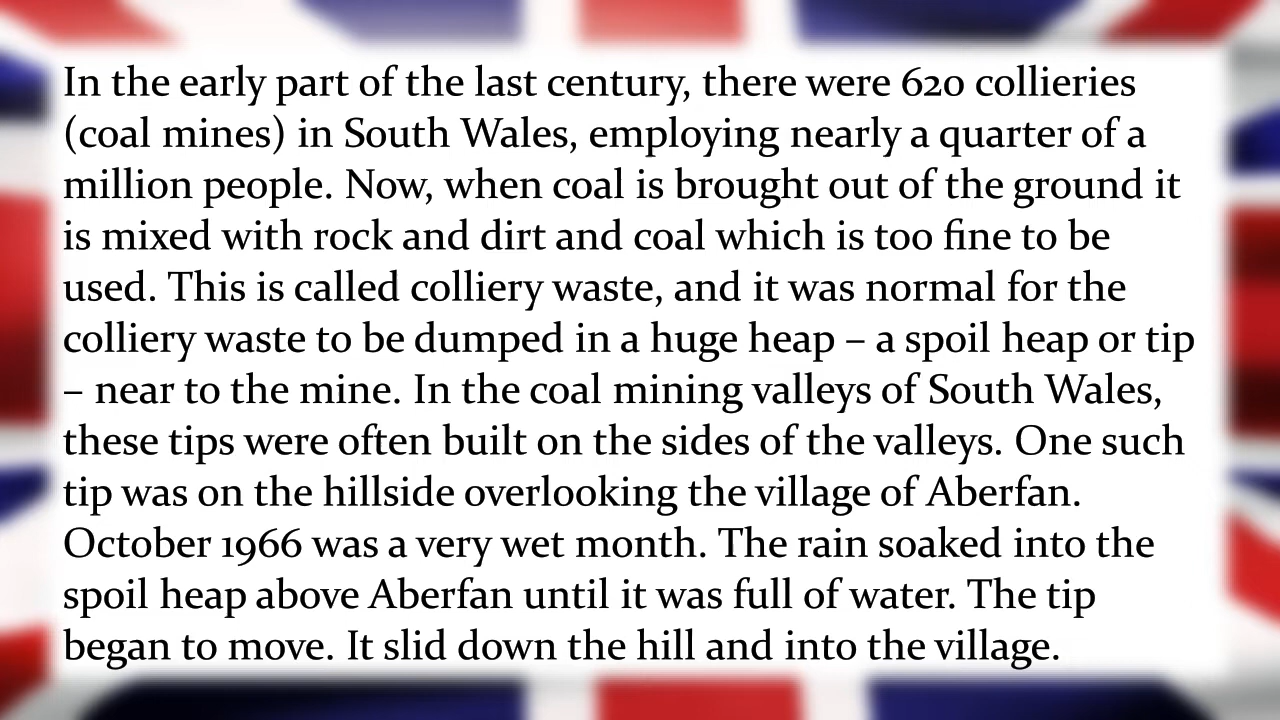 In the early part of the last century, there were 620 collieries
(coal mines) in South Wales, employing nearly a quarter of a
million people. Now, when coal is brought out of the ground it
is mixed with rock and dirt and coal which is too fine to be
used. This is called colliery waste, and it was normal for the
colliery waste to be dumped in a huge heap – a spoil heap or tip
– near to the mine. In the coal mining valleys of South Wales,
these tips were often built on the sides of the valleys. One such
tip was on the hillside overlooking the village of Aberfan.
October 1966 was a very wet month. The rain soaked into the
spoil heap above Aberfan until it was full of water. The tip
began to move. It slid down the hill and into the village.